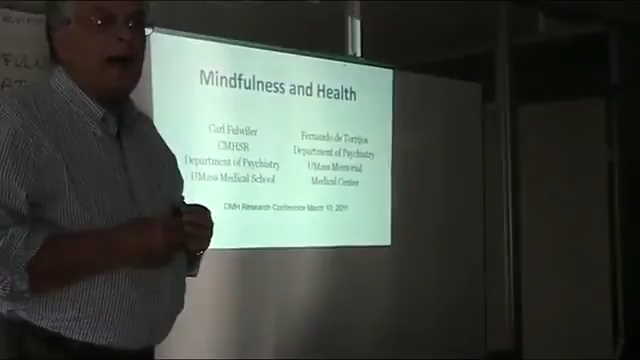 Mindfulness and Health
Carl Fulwiler
CMHSR
Department of Psychiatry
UMass Medical School
Fernando de Torrijos
Department of Psychiatry
UMass Memorial
Medical Center
DMH Research Conference March 10, 2011